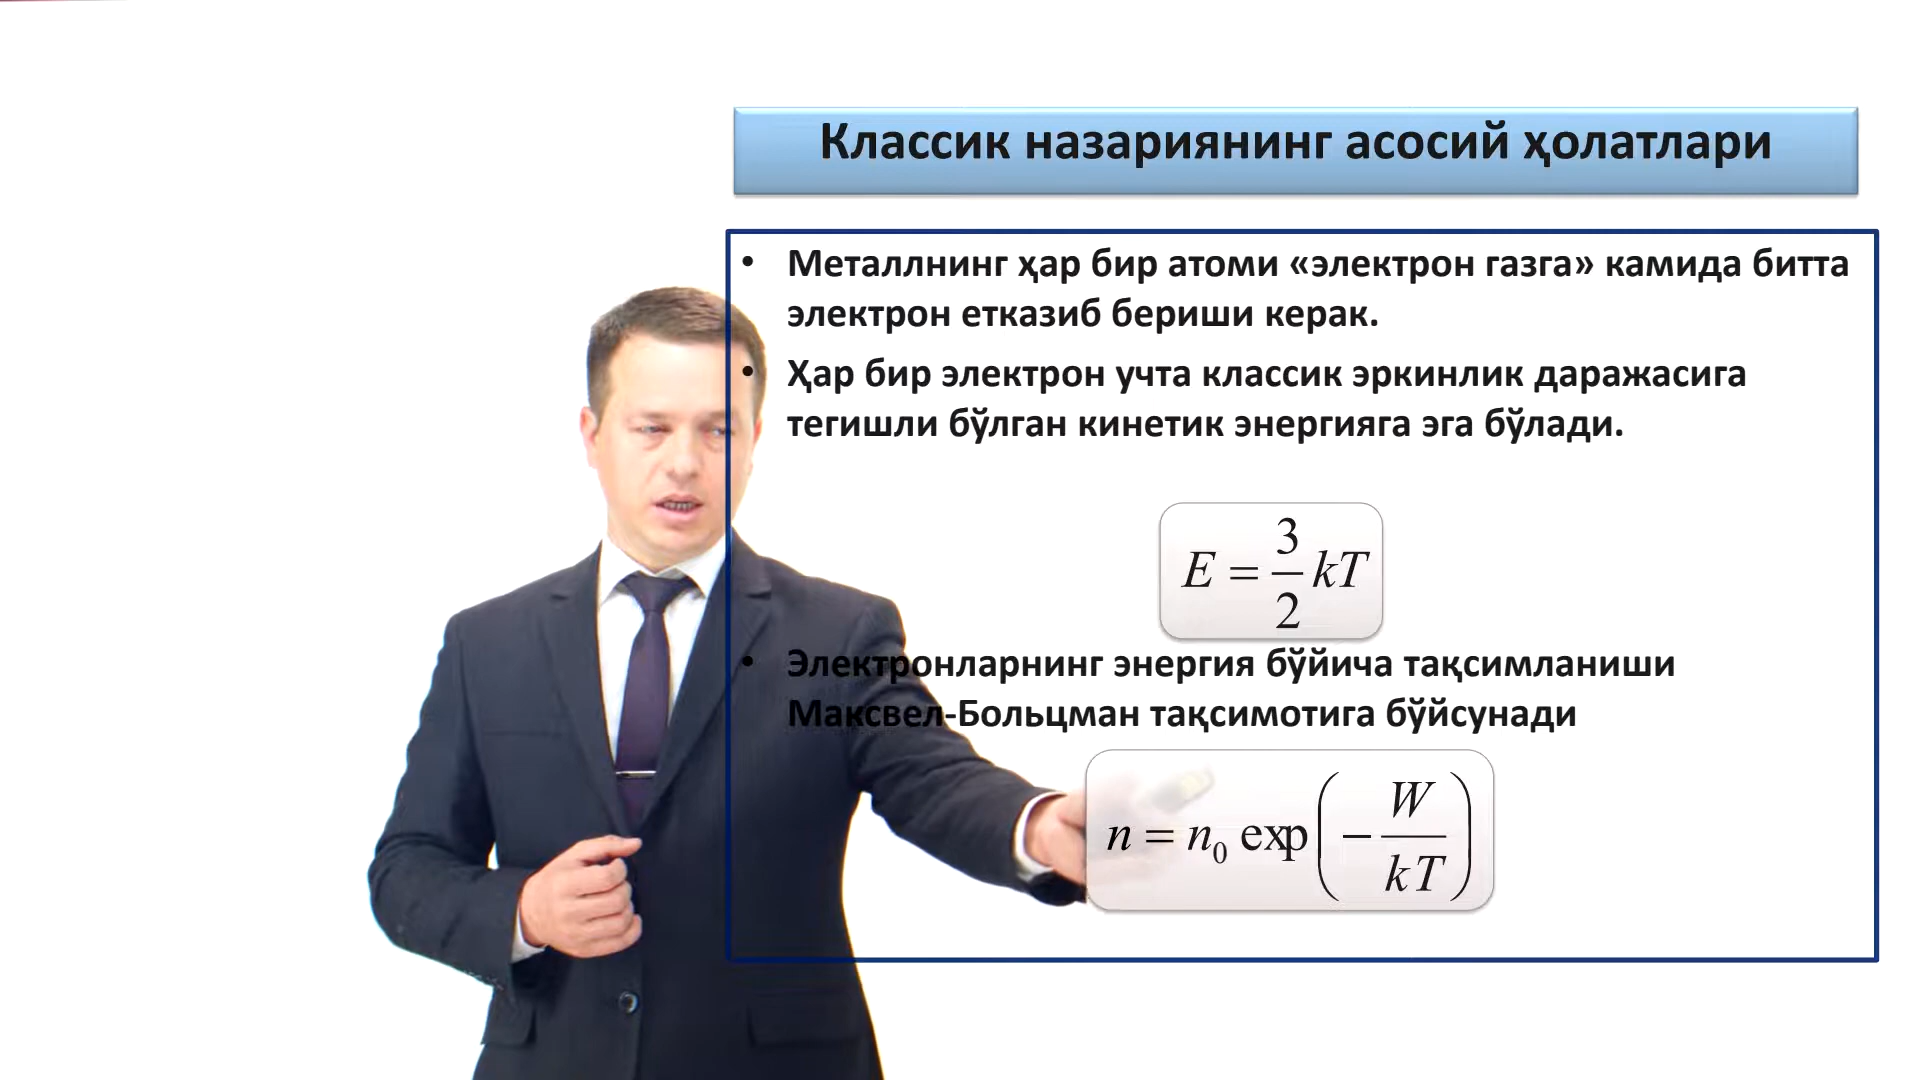 Классик назариянинг асосий ҳолатлари
• Металлнинг ҳар бир атоми «электрон газга» камида битта
электрон етказиб бериши керак.
• Ҳар бир электрон учта классик эркинлик даражасига
тегишли бўлган кинетик энергияга эга бўлади.
E = 3/2 kT
• Электронларнинг энергия бўйича тақсимланиши
Максвел-Больцман тақсимотига бўйсунади
n = n₀ exp(− W/kT)